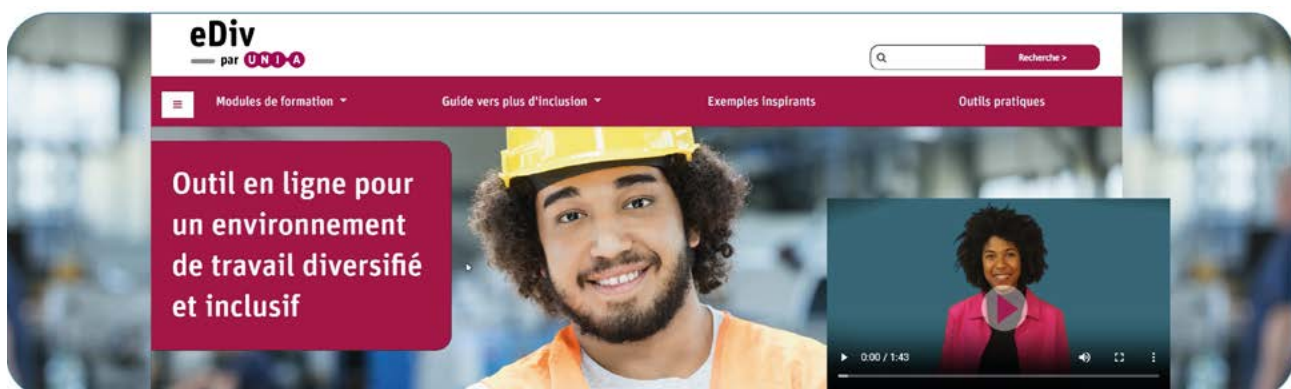 eDiv
par UNIA
Recherche >
Modules de formation
Guide vers plus d'inclusion
Exemples inspirants
Outils pratiques
Outil en ligne pour
un environnement
de travail diversifié
et inclusif
0:00 / 1:43